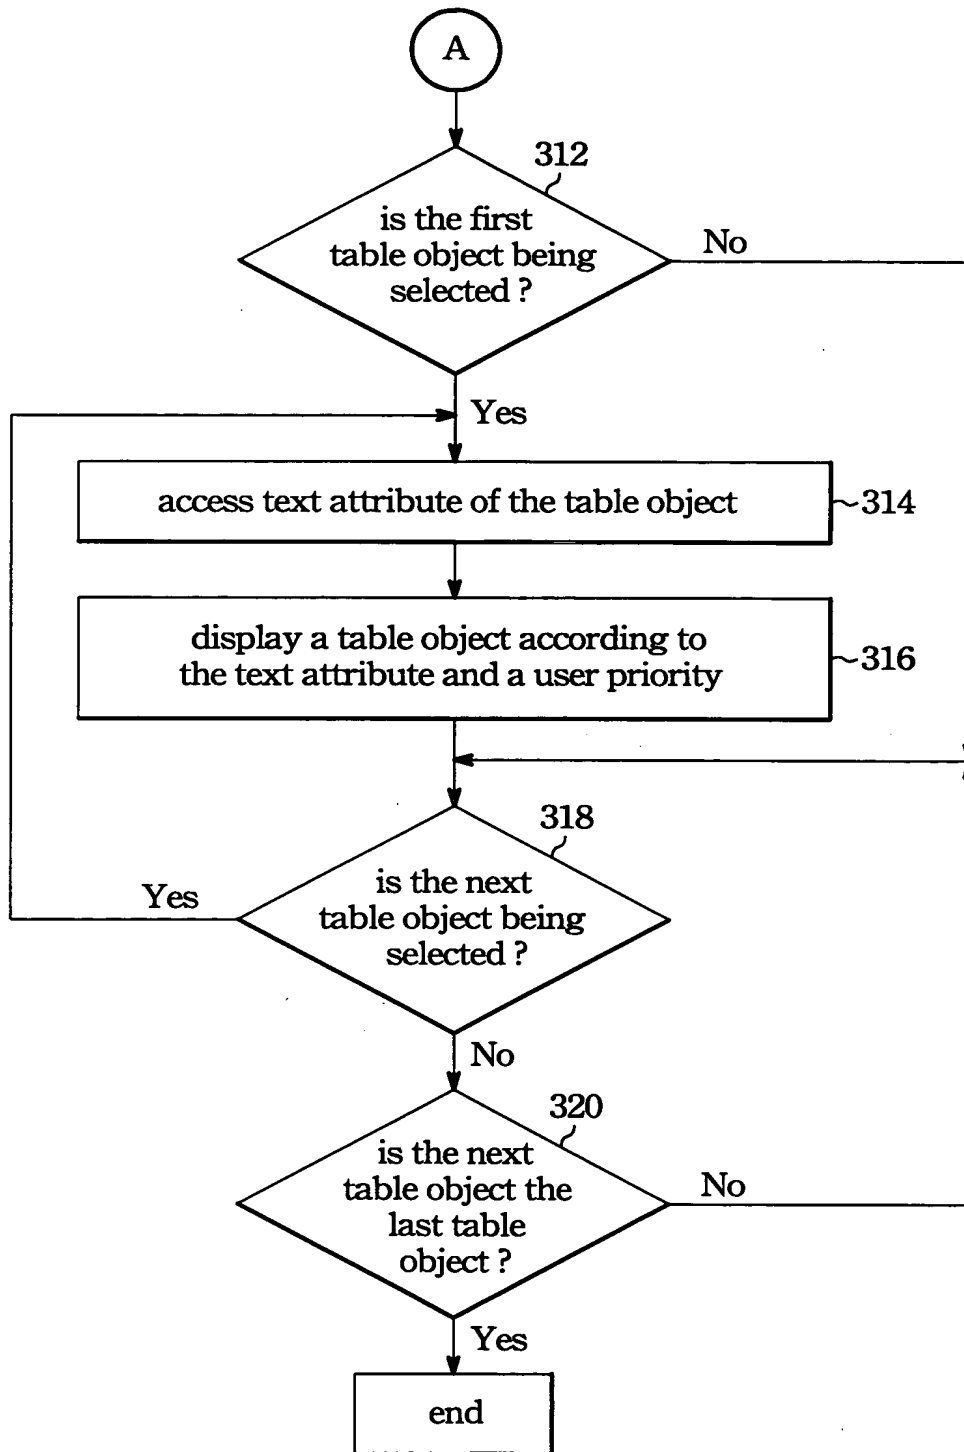 A
312
is the first
table object being
selected ?
No
Yes
access text attribute of the table object
314
display a table object according to
the text attribute and a user priority
316
318
is the next
table object being
selected ?
Yes
No
320
is the next
table object the
last table
object ?
No
Yes
end